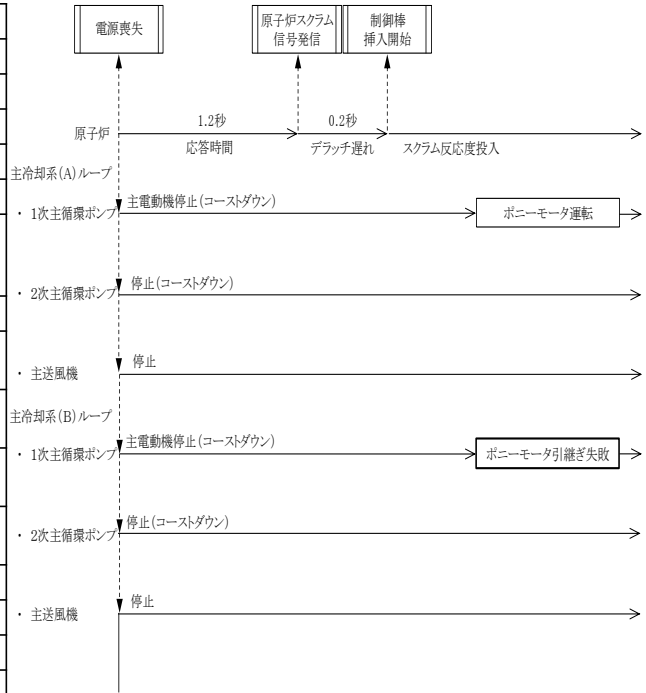 電源喪失
原子炉スクラム
信号発信
制御棒
挿入開始
1.2秒
0.2秒
原子炉
応答時間
デラッチ遅れ
スクラム反応度投入
主冷却系(A)ループ
主電動機停止(コーストダウン)
・ 1次主循環ポンプ
ポニーモータ運転
停止(コーストダウン)
・ 2次主循環ポンプ
停止
・ 主送風機
主冷却系(B)ループ
主電動機停止(コーストダウン)
・ 1次主循環ポンプ
ポニーモータ引継ぎ失敗
停止(コーストダウン)
・ 2次主循環ポンプ
停止
・ 主送風機